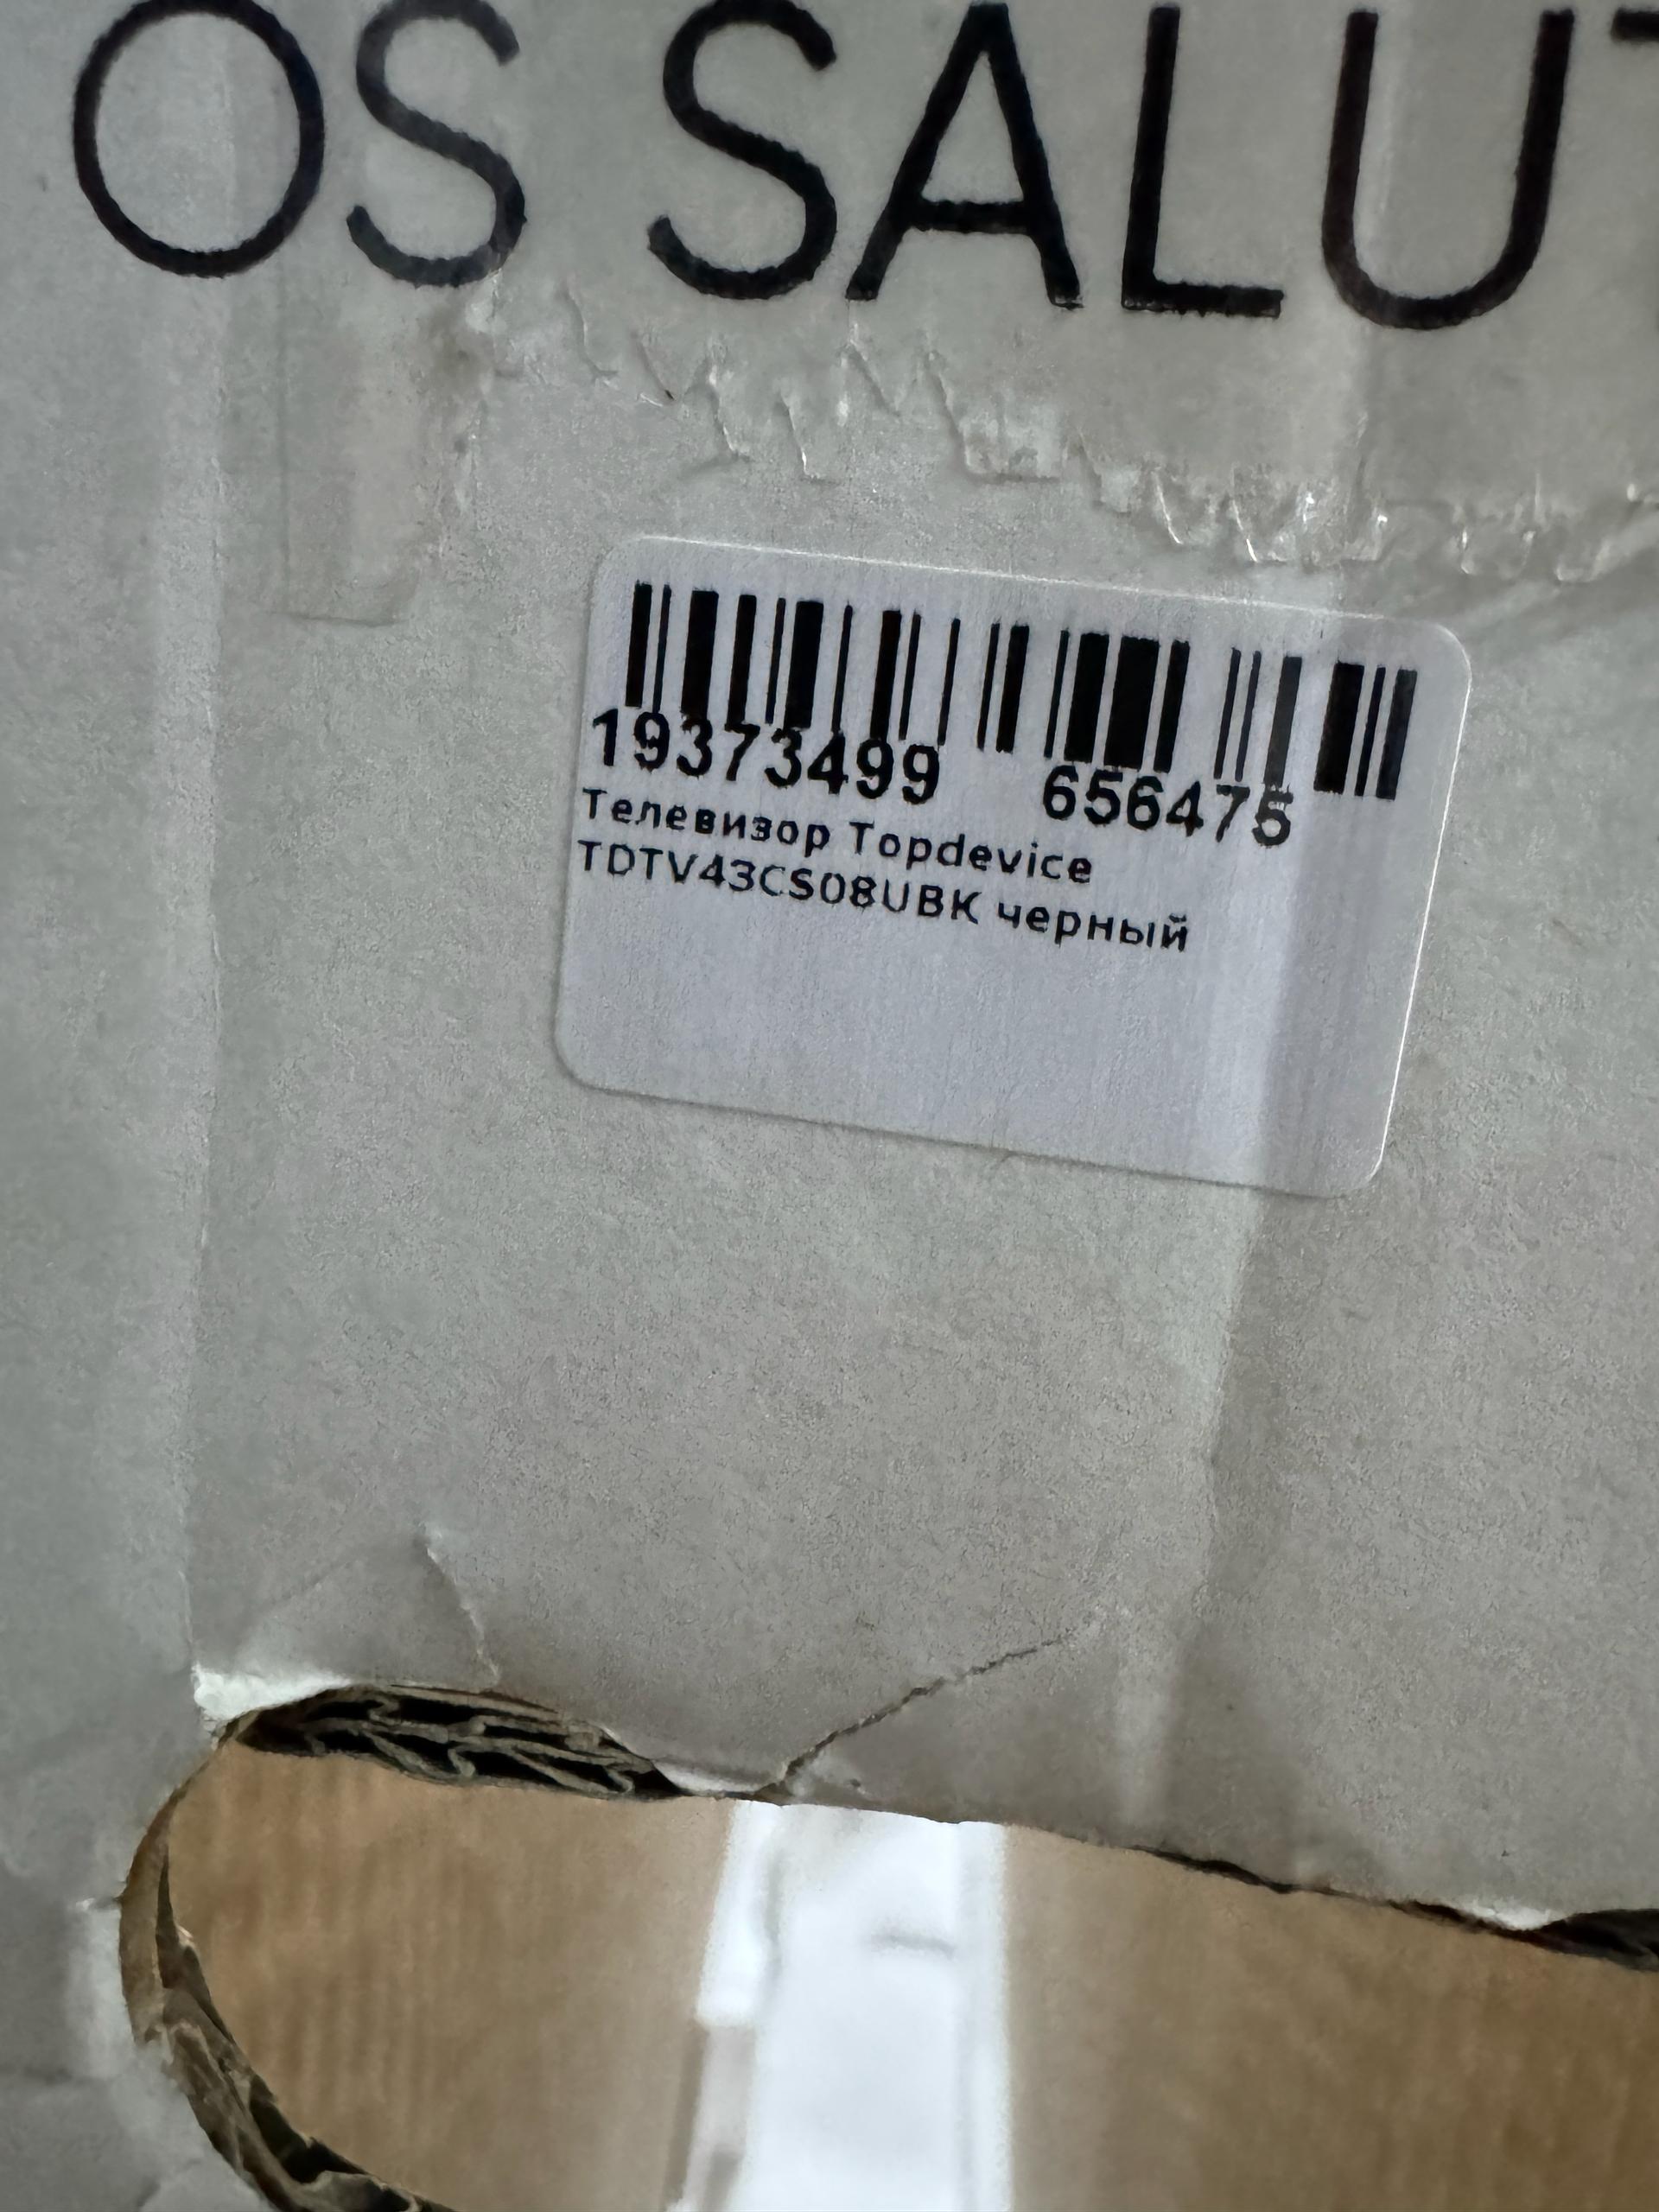 OS SALUT
19373499 656475
Телевизор Topdevice
TDTV43CS08UBK черный